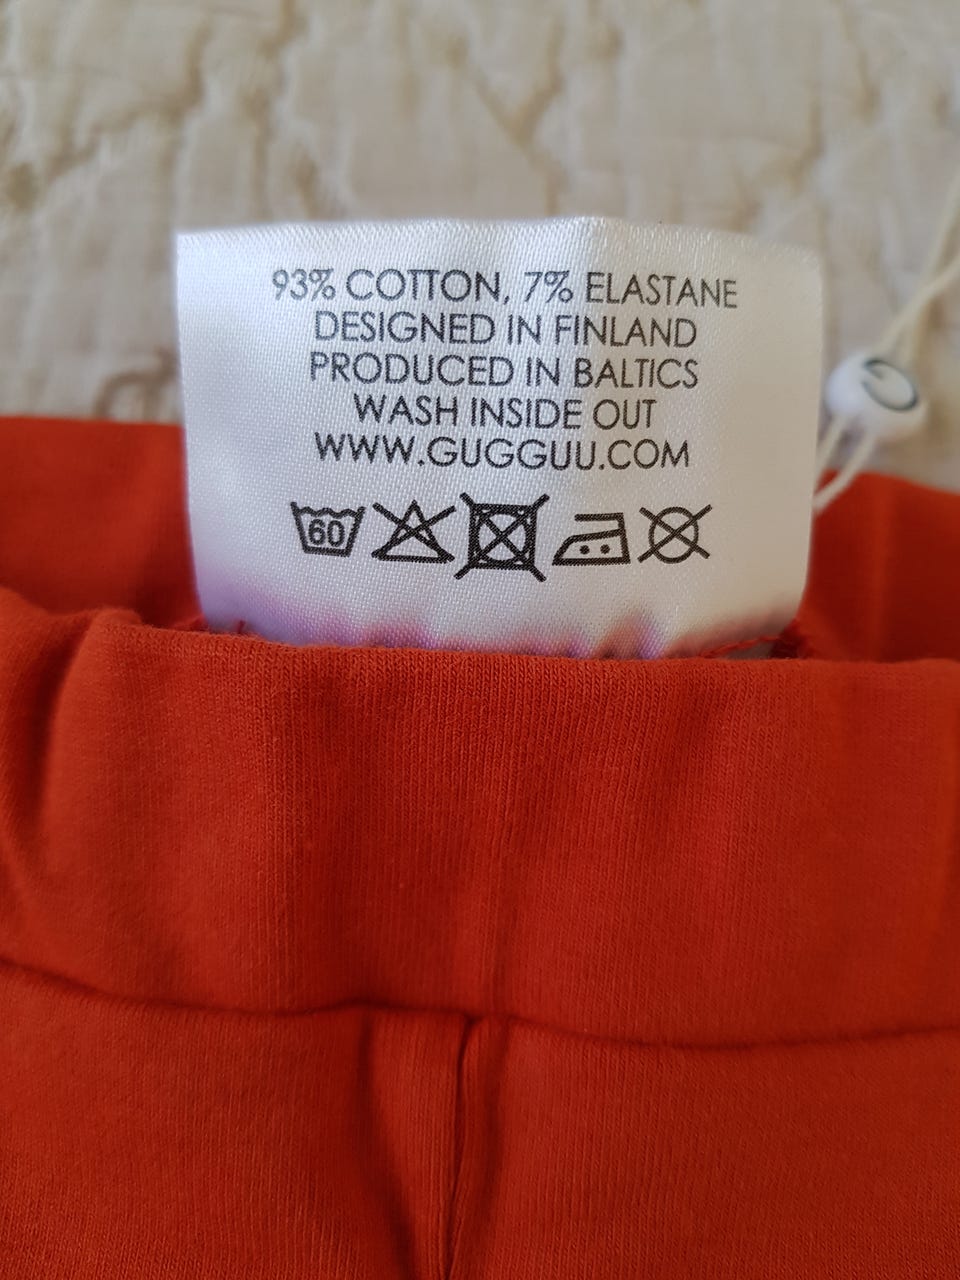 93% COTTON, 7% ELASTANE
DESIGNED IN FINLAND
PRODUCED IN BALTICS
WASH INSIDE OUT
WWW.GUGGUU.COM
60